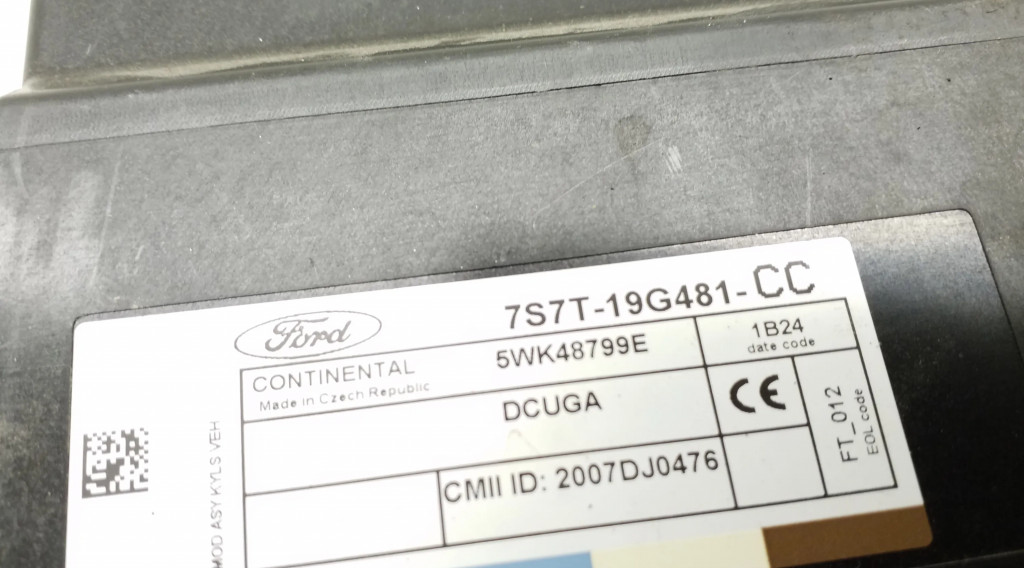 Ford
7S7T-19G481-CC
CONTINENTAL
Made in Czech Republic
5WK48799E
1B24
date code
DCUGA
CE
FT_012
EOL code
CMII ID: 2007DJ0476
MOD ASY KYLS VEH